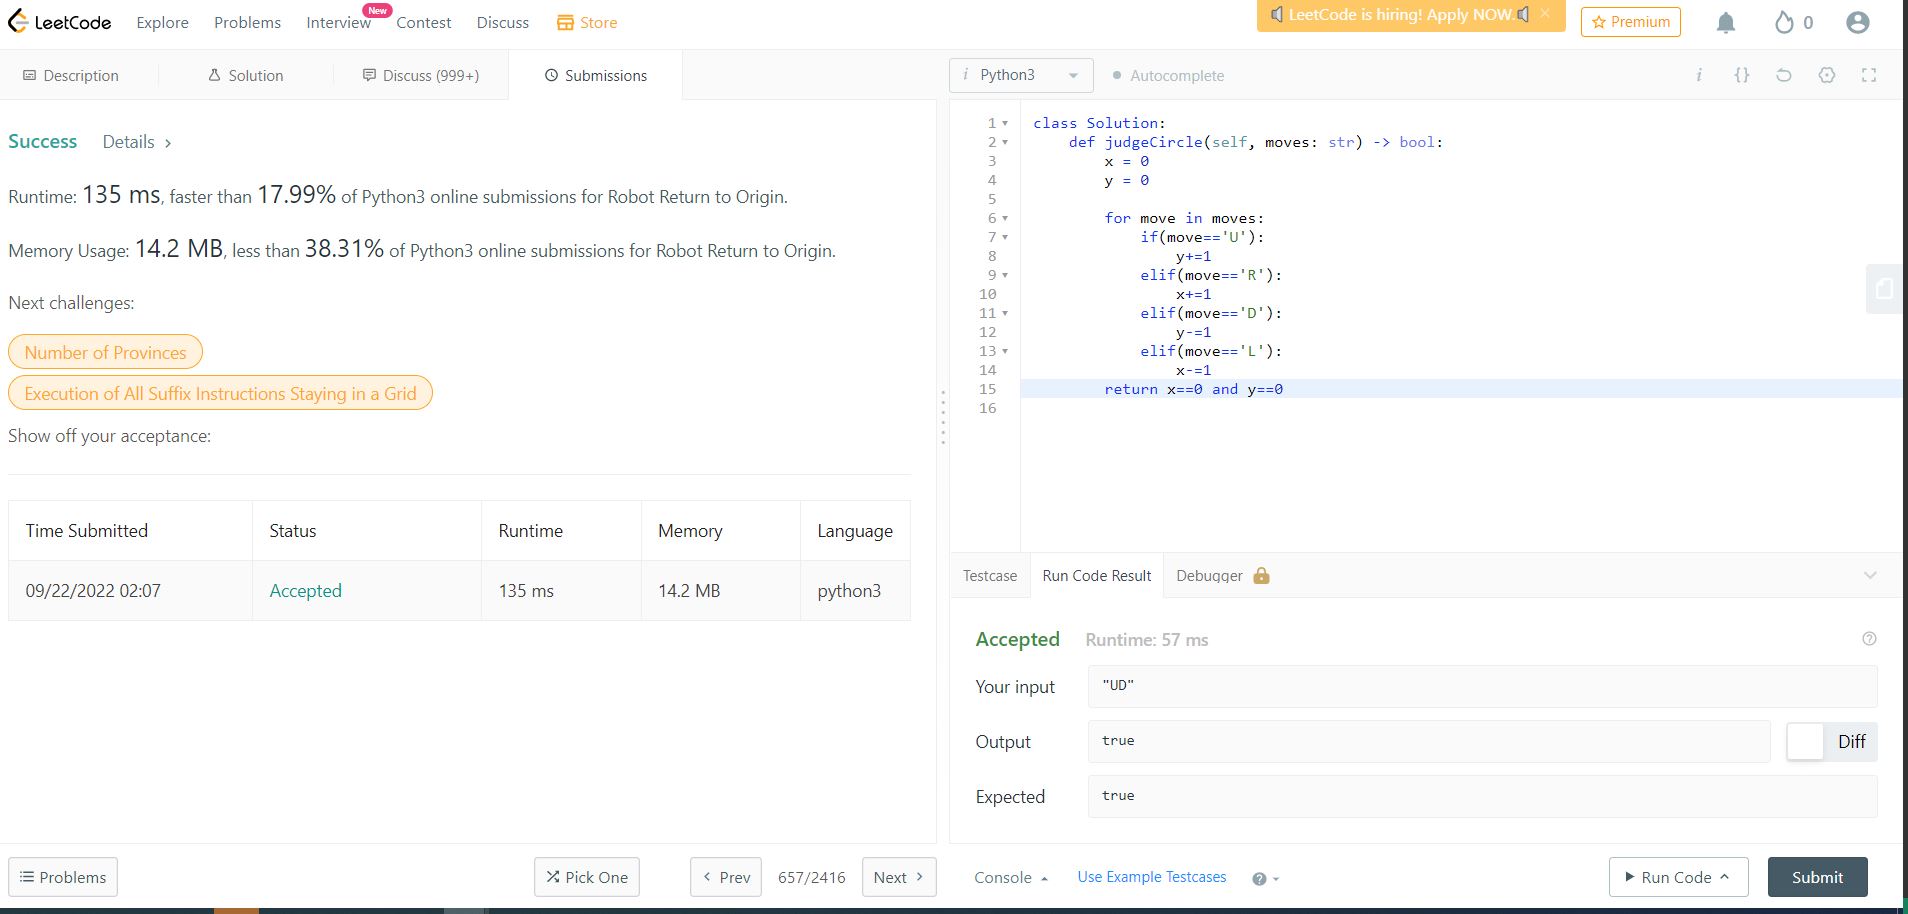 LeetCode
Explore
Problems
Interview
New
Contest
Discuss
Store
LeetCode is hiring! Apply NOW.
Premium
0
Description
Solution
Discuss (999+)
Submissions
Success Details
Runtime: 135 ms, faster than 17.99% of Python3 online submissions for Robot Return to Origin.
Memory Usage: 14.2 MB, less than 38.31% of Python3 online submissions for Robot Return to Origin.
Next challenges:
Number of Provinces
Execution of All Suffix Instructions Staying in a Grid
Show off your acceptance:
Time Submitted Status Runtime Memory Language
09/22/2022 02:07 Accepted 135 ms 14.2 MB python3
Problems
Pick One
Prev
657/2416
Next
i Python3
Autocomplete
i {}
1 class Solution:
2     def judgeCircle(self, moves: str) -> bool:
3         x = 0
4         y = 0
5
6         for move in moves:
7             if(move=='U'):
8                 y+=1
9             elif(move=='R'):
10                 x+=1
11             elif(move=='D'):
12                 y-=1
13             elif(move=='L'):
14                 x-=1
15         return x==0 and y==0
16
Testcase
Run Code Result
Debugger
Accepted Runtime: 57 ms
?
Your input "UD"
Output true
Diff
Expected true
Console
Use Example Testcases
?
Run Code
Submit